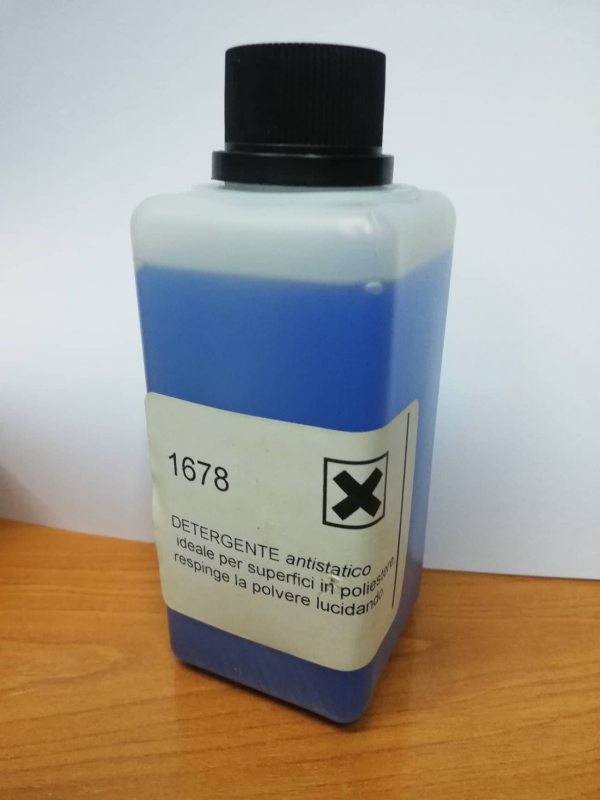 1678
DETERGENTE antistatico
ideale per superfici in poliestere,
respinge la polvere lucidando.